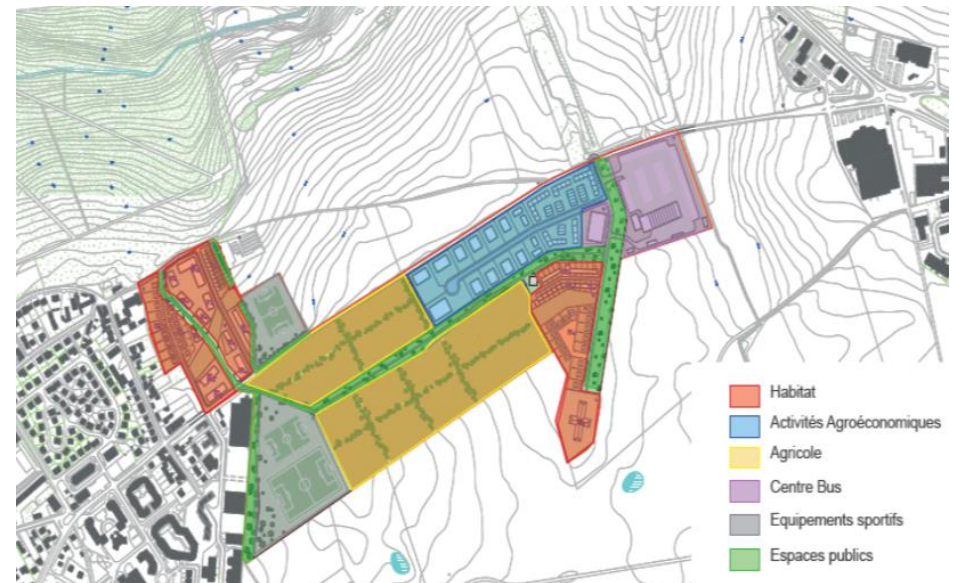 Habitat
Activités Agroéconomiques
Agricole
Centre Bus
Equipements sportifs
Espaces publics